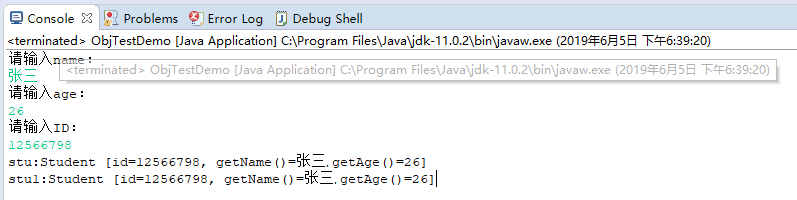 Console Problems Error Log Debug Shell
<terminated> ObjTestDemo [Java Application] C:\Program Files\Java\jdk-11.0.2\bin\javaw.exe (2019年6月5日 下午6:39:20)
请输入name:
张三 <terminated> ObjTestDemo [Java Application] C:\Program Files\Java\jdk-11.0.2\bin\javaw.exe (2019年6月5日 下午6:39:20)
请输入age:
26
请输入ID:
12566798
stu:Student [id=12566798, getName()=张三,getAge()=26]
stu1:Student [id=12566798, getName()=张三,getAge()=26]